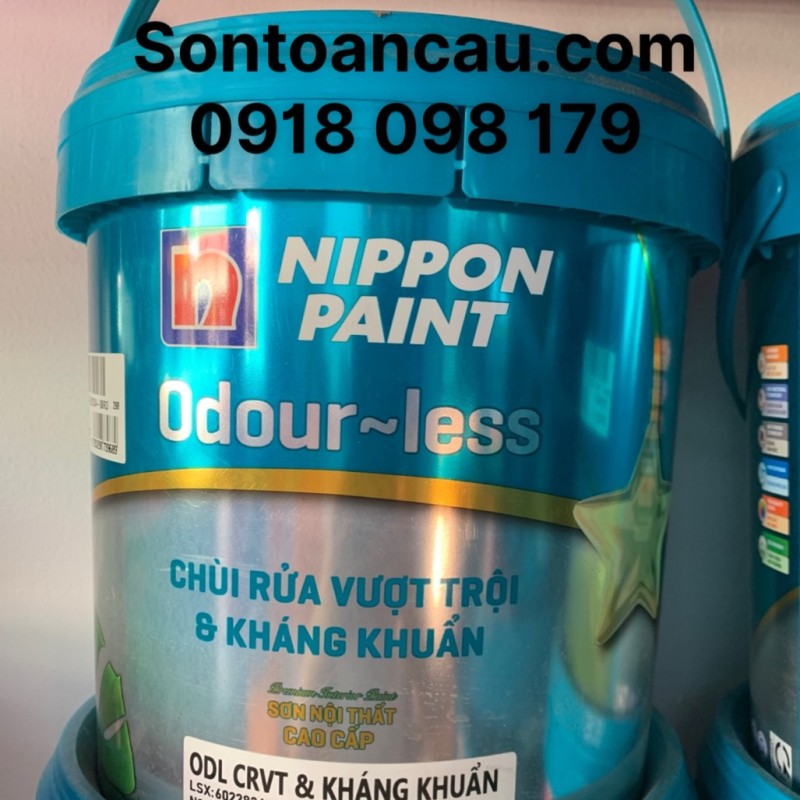 Sontoancau.com
0918 098 179
NIPPON
PAINT
Odour~less
CHÙI RỬA VƯỢT TRỘI
& KHÁNG KHUẨN
Premium Interior Paint
SƠN NỘI THẤT
CAO CẤP
ODL CRVT & KHÁNG KHUẨN